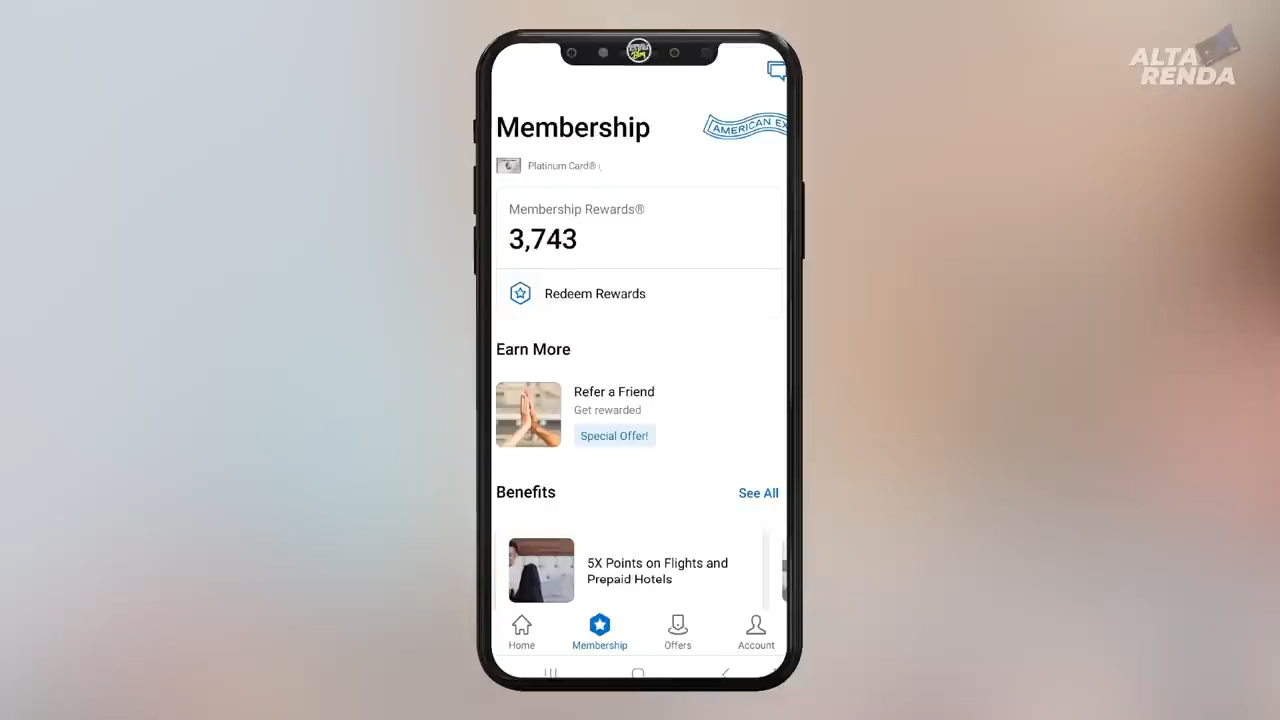 ALTA
RENDA
Membership
AMERICAN EX
Platinum Card®
Membership Rewards®
3,743
Redeem Rewards
Earn More
Refer a Friend
Get rewarded
Special Offer!
Benefits
See All
5X Points on Flights and
Prepaid Hotels
Home
Membership
Offers
Account